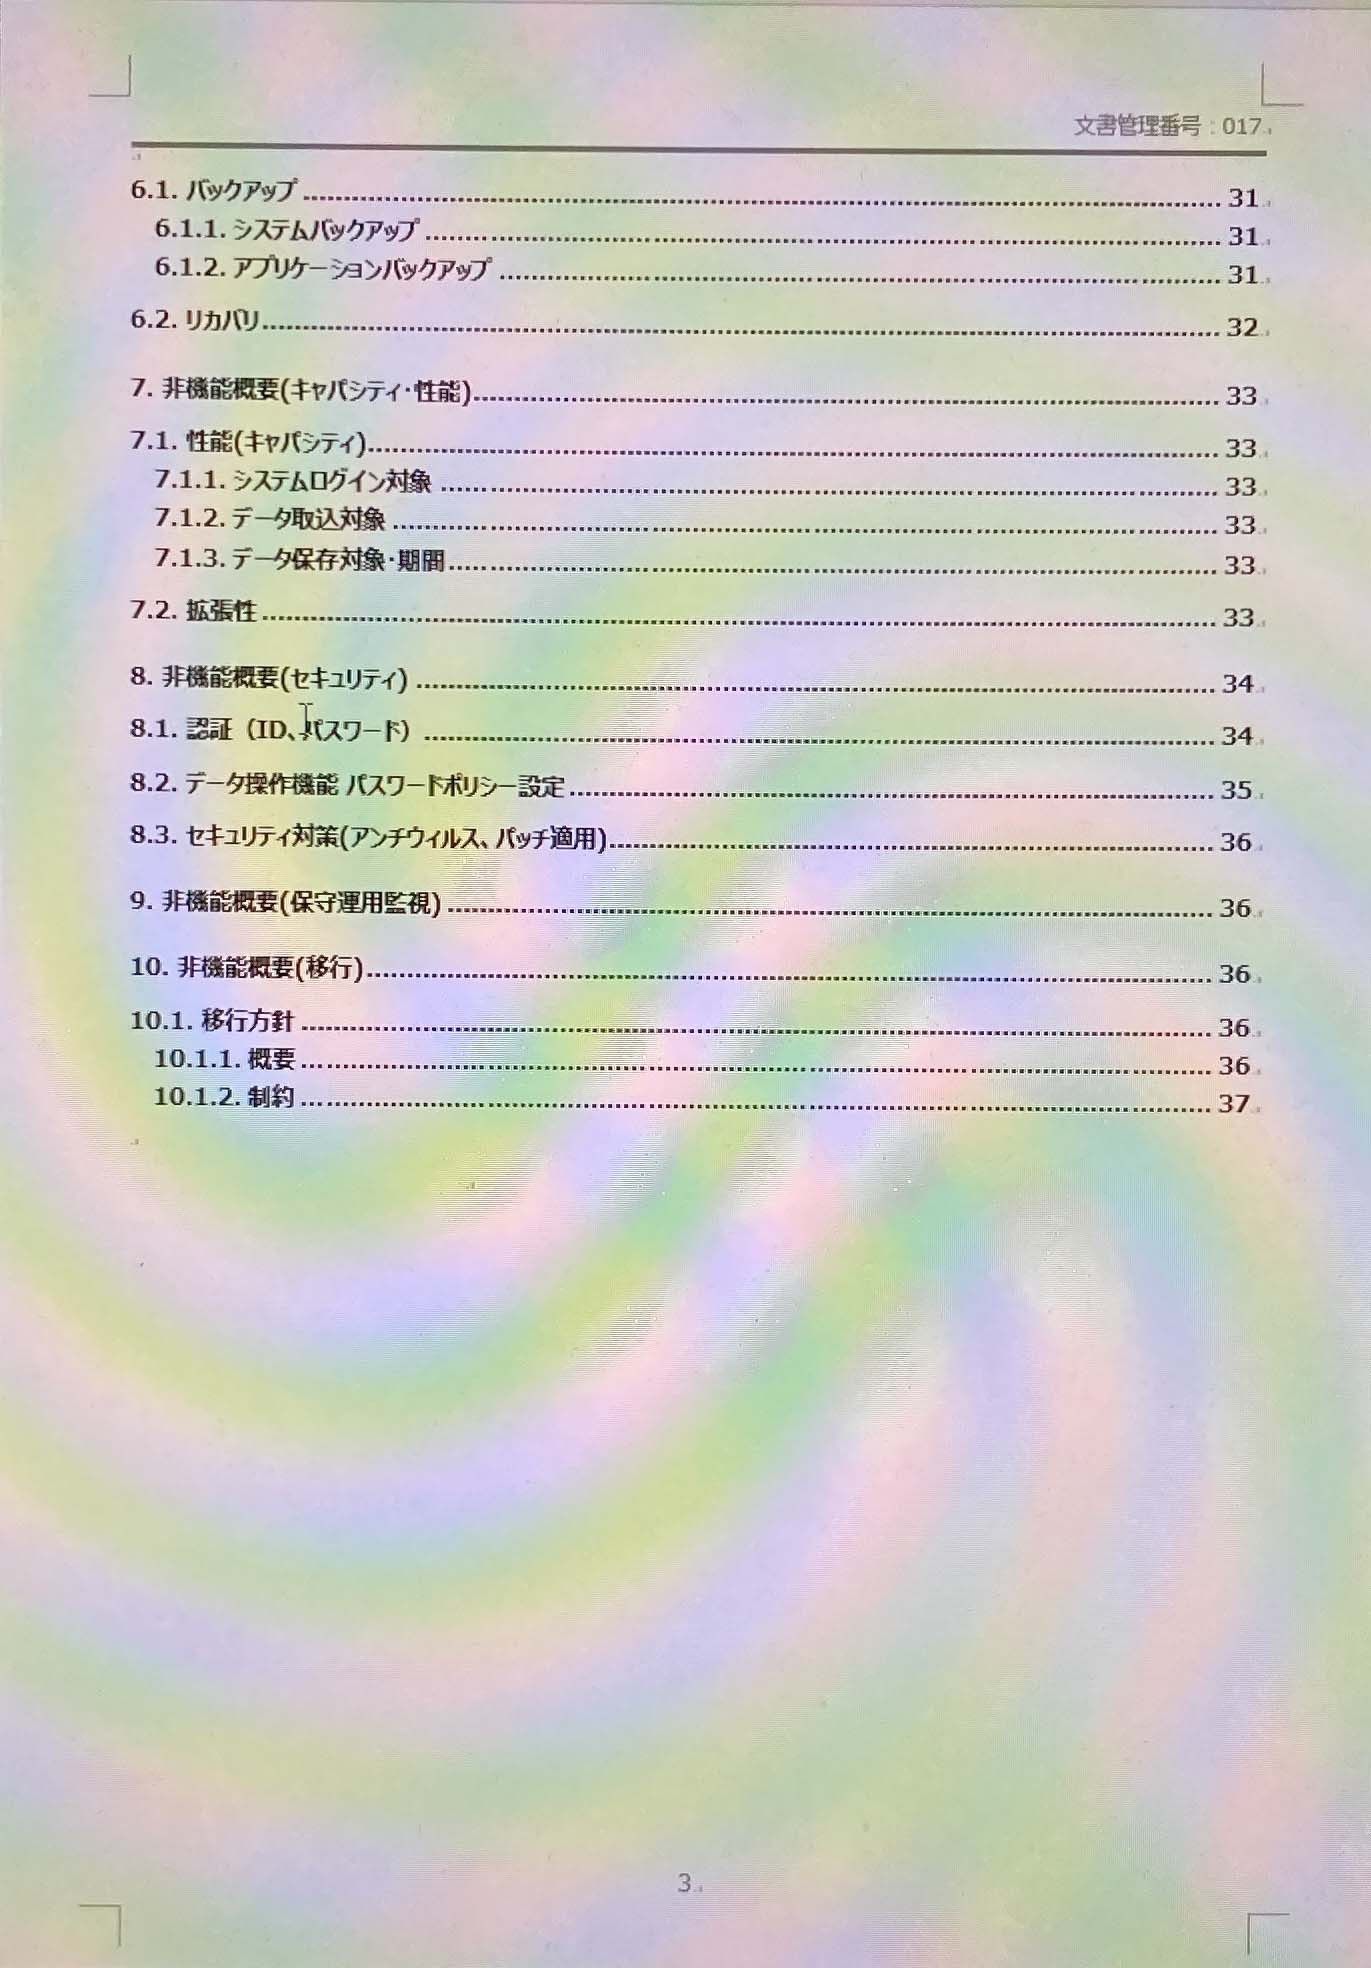 文書管理番号：017
6.1. バックアップ ........ 31
6.1.1. システムバックアップ ........ 31
6.1.2. アプリケーションバックアップ ........ 31
6.2. リカバリ ........ 32
7. 非機能概要(キャパシティ･性能) ........ 33
7.1. 性能(キャパシティ) ........ 33
7.1.1. システムログイン対象 ........ 33
7.1.2. データ取込対象 ........ 33
7.1.3. データ保存対象･期間 ........ 33
7.2. 拡張性 ........ 33
8. 非機能概要(セキュリティ) ........ 34
8.1. 認証（ID、パスワード） ........ 34
8.2. データ操作機能 パスワードポリシー設定 ........ 35
8.3. セキュリティ対策(アンチウィルス、パッチ適用) ........ 36
9. 非機能概要(保守運用監視) ........ 36
10. 非機能概要(移行) ........ 36
10.1. 移行方針 ........ 36
10.1.1. 概要 ........ 36
10.1.2. 制約 ........ 37
3